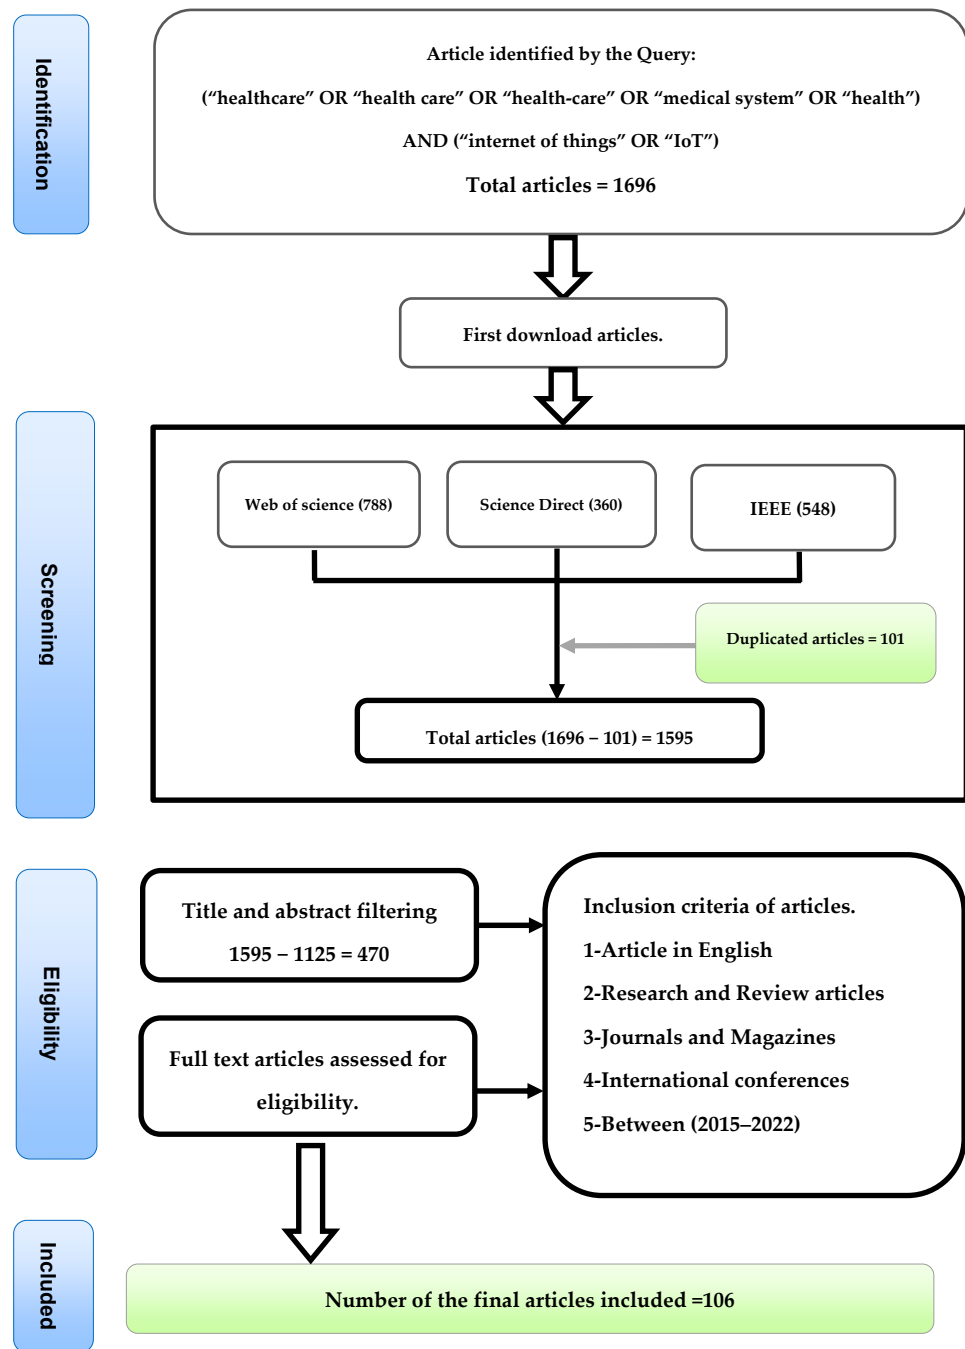 Identification
Article identified by the Query:
(“healthcare” OR “health care” OR “health-care” OR “medical system” OR “health”)
AND (“internet of things” OR “IoT”)
Total articles = 1696
First download articles.
Screening
Web of science (788)
Science Direct (360)
IEEE (548)
Duplicated articles = 101
Total articles (1696 – 101) = 1595
Eligibility
Title and abstract filtering
1595 – 1125 = 470
Full text articles assessed for
eligibility.
Inclusion criteria of articles.
1-Article in English
2-Research and Review articles
3-Journals and Magazines
4-International conferences
5-Between (2015–2022)
Included
Number of the final articles included =106